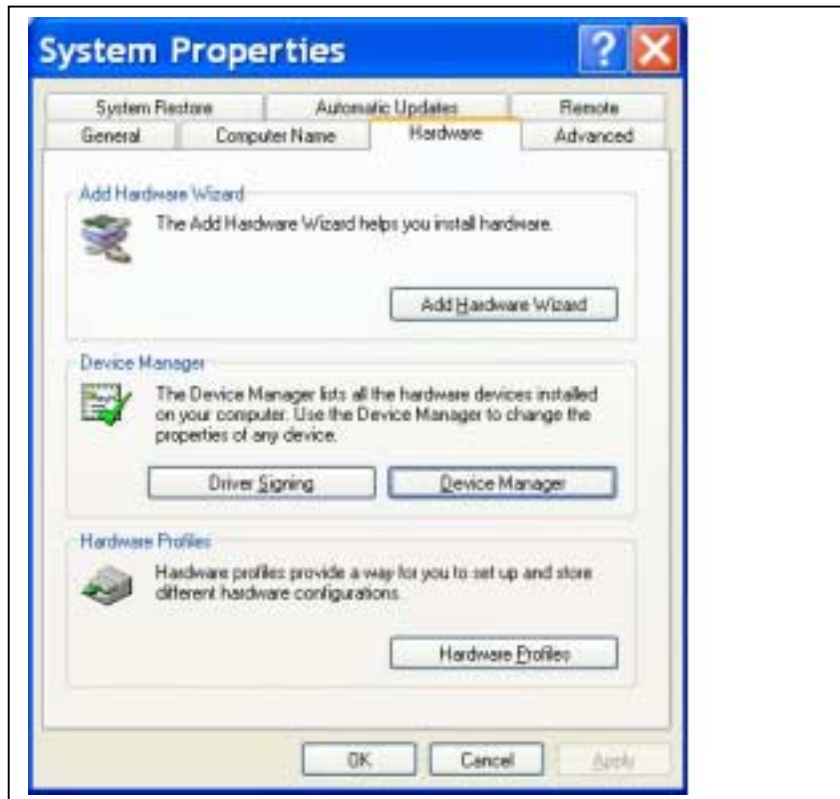 System Properties
System Restore Automatic Updates Remote
General Computer Name Hardware Advanced
Add Hardware Wizard
The Add Hardware Wizard helps you install hardware.
Add Hardware Wizard
Device Manager
The Device Manager lists all the hardware devices installed
on your computer. Use the Device Manager to change the
properties of any device.
Driver Signing Device Manager
Hardware Profiles
Hardware profiles provide a way for you to set up and store
different hardware configurations.
Hardware Profiles
OK Cancel Apply